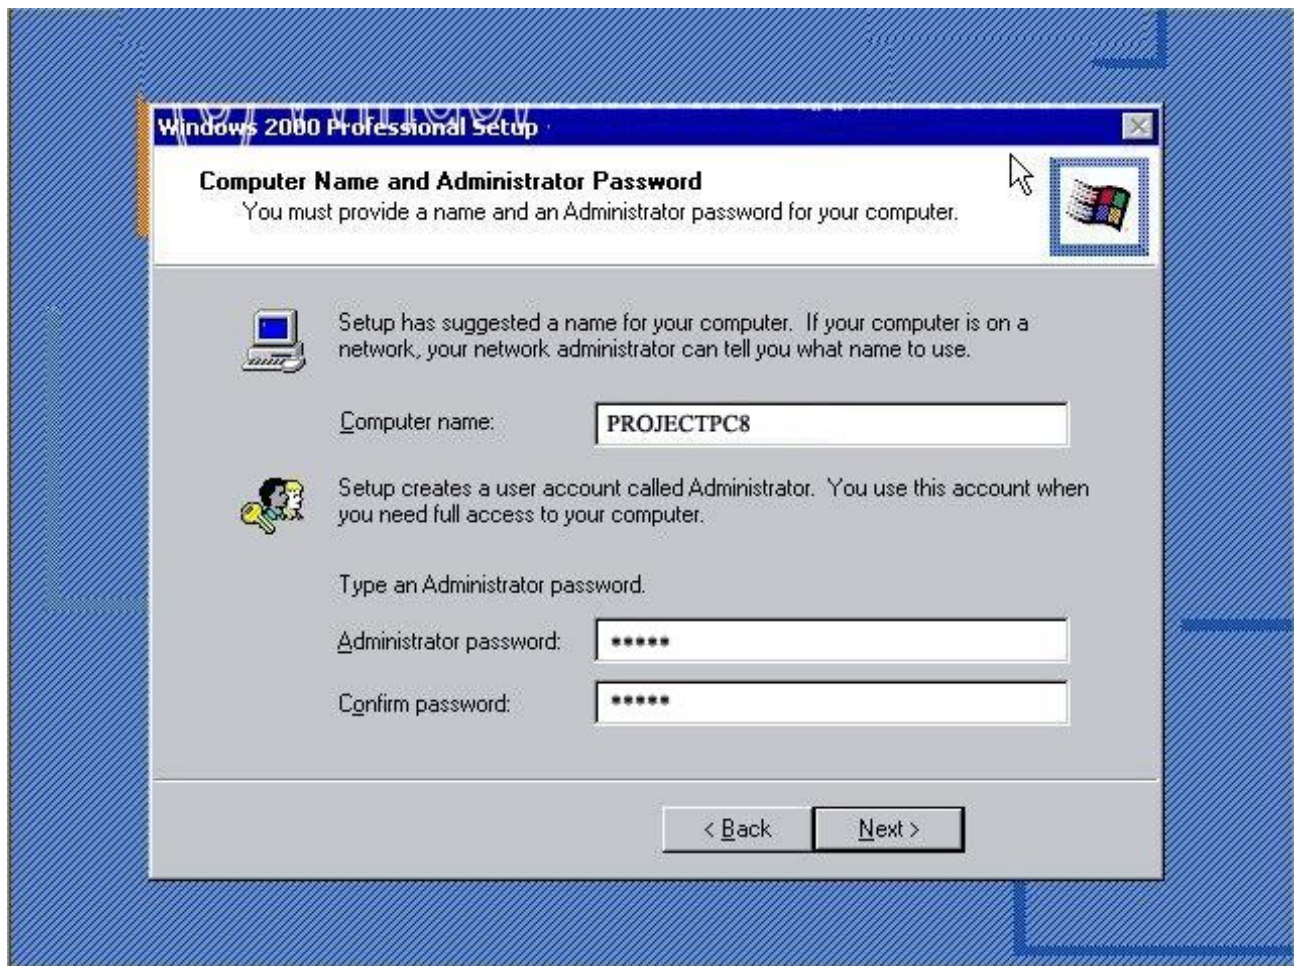 Windows 2000 Professional Setup
Computer Name and Administrator Password
You must provide a name and an Administrator password for your computer.
Setup has suggested a name for your computer.  If your computer is on a
network, your network administrator can tell you what name to use.
Computer name: PROJECTPC8
Setup creates a user account called Administrator.  You use this account when
you need full access to your computer.
Type an Administrator password.
Administrator password: *****
Confirm password: *****
< Back Next >